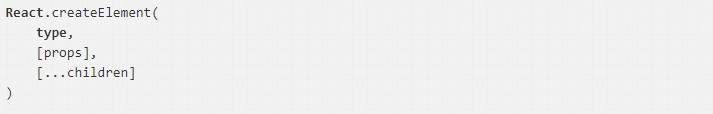 React.createElement(
    type,
    [props],
    [...children]
)